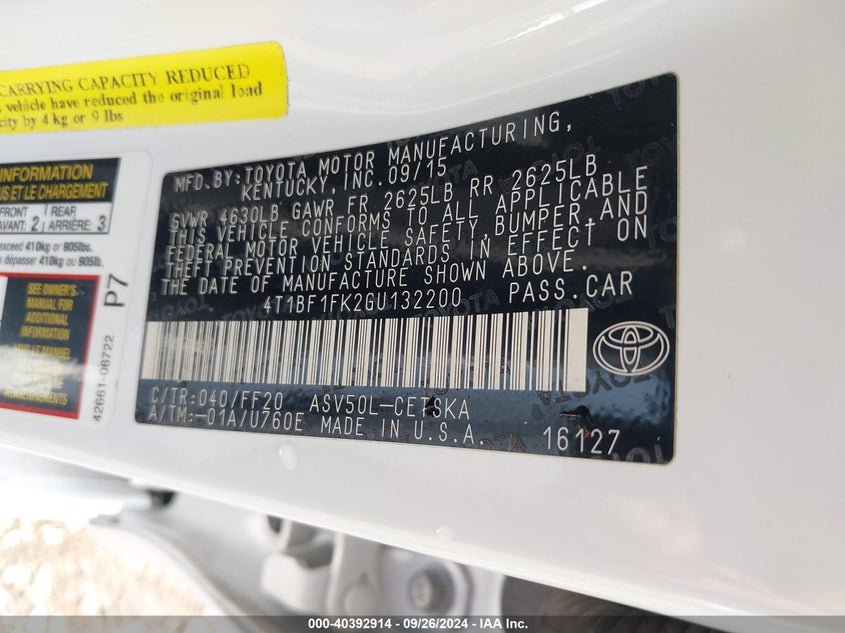 CARRYING CAPACITY REDUCED
s vehicle have reduced the original load
city by 4 kg or 9 lbs
INFORMATION
US ET LE CHARGEMENT
FRONT
AVANT: 2
REAR
ARRIÈRE: 3
exceed 410kg or 905lbs.
dépasser 410kg ou 905lb.
SEE OWNER'S
MANUAL FOR
ADDITIONAL
INFORMATION
VOIR LE MANUEL
42661-08722
P7
MFD.BY:TOYOTA MOTOR MANUFACTURING,
KENTUCKY,INC.09/15
GVWR 4630LB GAWR FR 2625LB RR 2625LB
THIS VEHICLE CONFORMS TO ALL APPLICABLE
FEDERAL MOTOR VEHICLE SAFETY,BUMPER,AND
THEFT PREVENTION STANDARDS IN EFFECT ON
THE DATE OF MANUFACTURE SHOWN ABOVE.
4T1BF1FK2GU132200 PASS.CAR
C/TR:040/FF20 ASV50L-CETSKA
A/TM:-01A/U760E MADE IN U.S.A.
16127
000-40392914 - 09/26/2024 - IAA Inc.